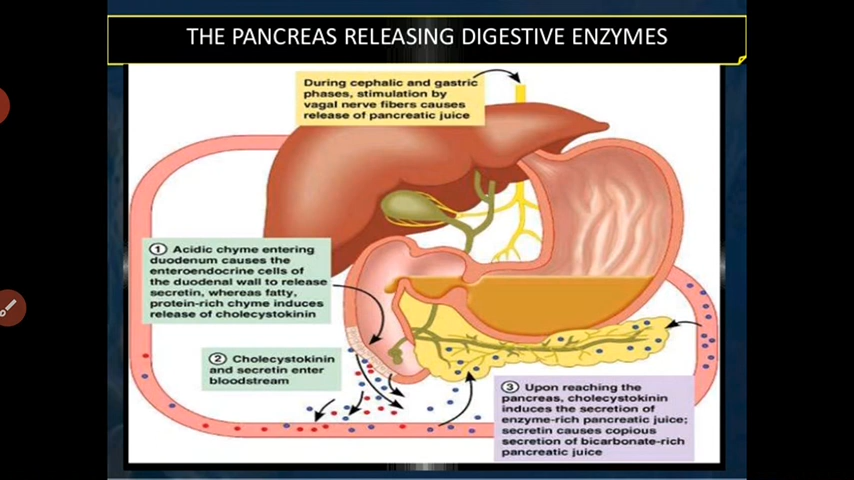 THE PANCREAS RELEASING DIGESTIVE ENZYMES
During cephalic and gastric
phases, stimulation by
vagal nerve fibers causes
release of pancreatic juice
① Acidic chyme entering
duodenum causes the
enteroendocrine cells of
the duodenal wall to release
secretin, whereas fatty,
protein-rich chyme induces
release of cholecystokinin
② Cholecystokinin
and secretin enter
bloodstream
③ Upon reaching the
pancreas, cholecystokinin
induces the secretion of
enzyme-rich pancreatic juice;
secretin causes copious
secretion of bicarbonate-rich
pancreatic juice